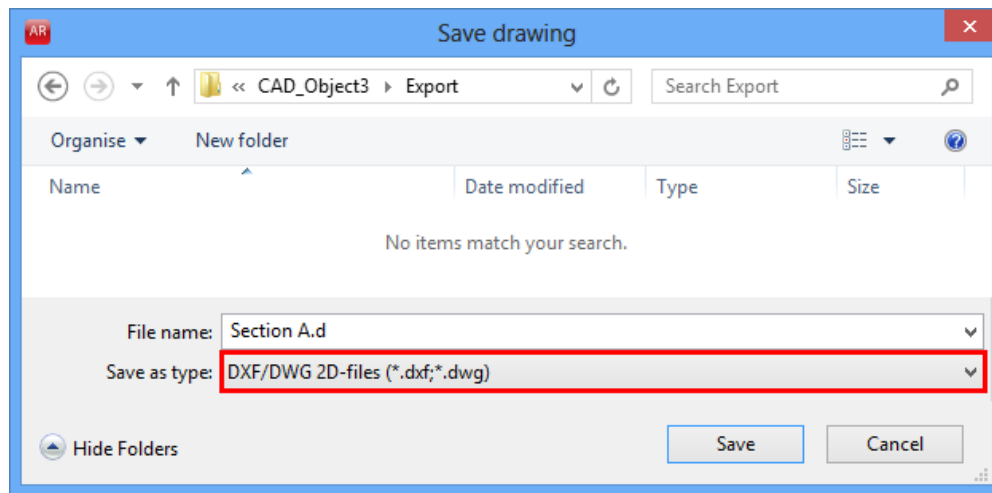 AR Save drawing
« CAD_Object3 Export Search Export
Organise New folder
Name Date modified Type Size
No items match your search.
File name: Section A.d
Save as type: DXF/DWG 2D-files (*.dxf;*.dwg)
Hide Folders Save Cancel